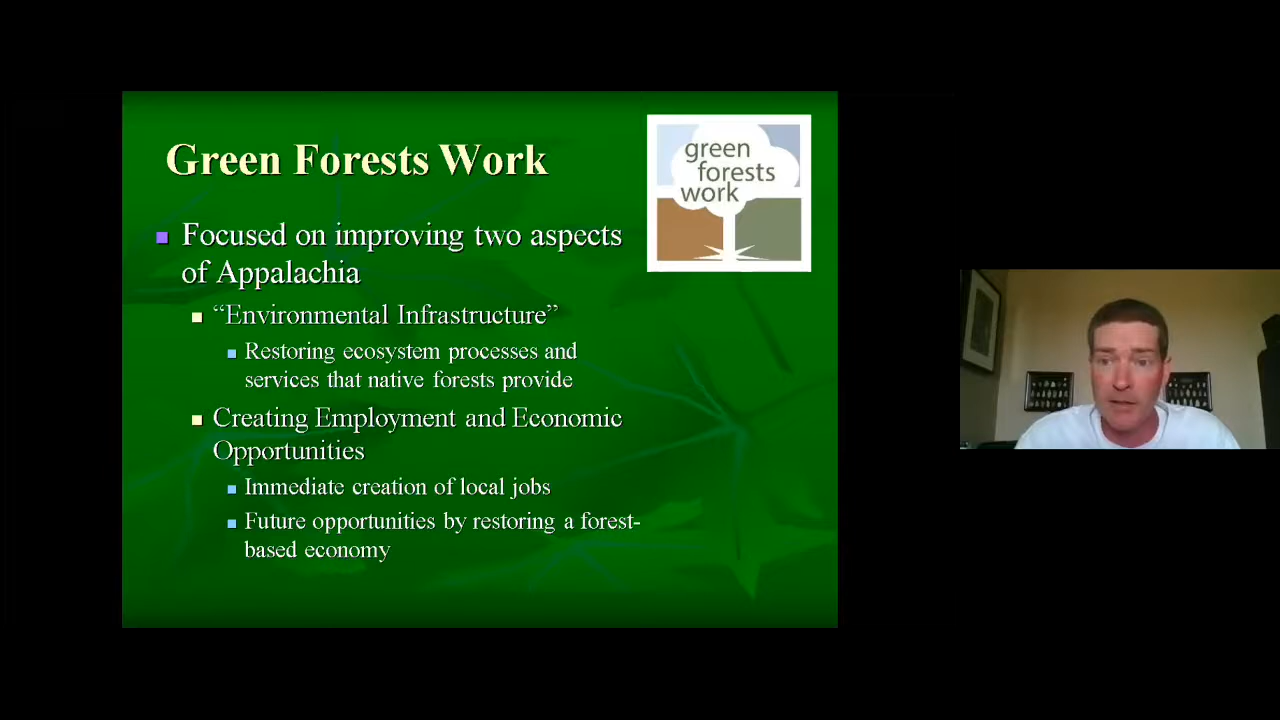 Green Forests Work
green
forests
work
Focused on improving two aspects
of Appalachia
“Environmental Infrastructure”
Restoring ecosystem processes and
services that native forests provide
Creating Employment and Economic
Opportunities
Immediate creation of local jobs
Future opportunities by restoring a forest-
based economy